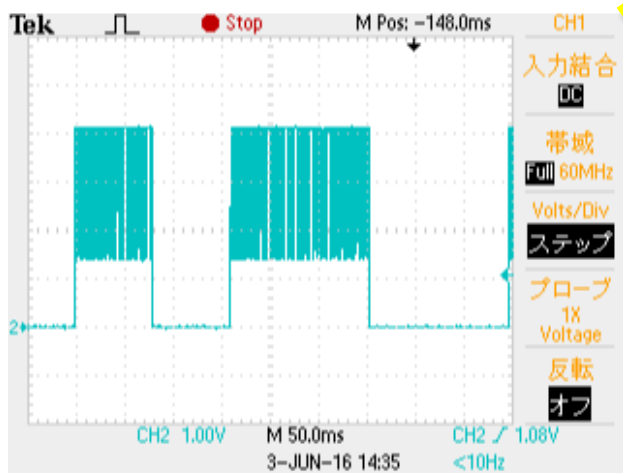 Tek Stop M Pos: -148.0ms CH1
入力結合
DC
帯域
Full 60MHz
Volts/Div
ステップ
プローブ
1X
Voltage
反転
オフ
2
CH2 1.00V M 50.0ms CH2 1.08V
3-JUN-16 14:35 <10Hz